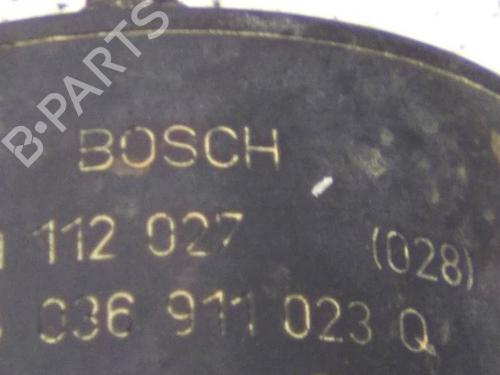 B-PARTS
BOSCH
112 027 (028)
036 911 023 Q